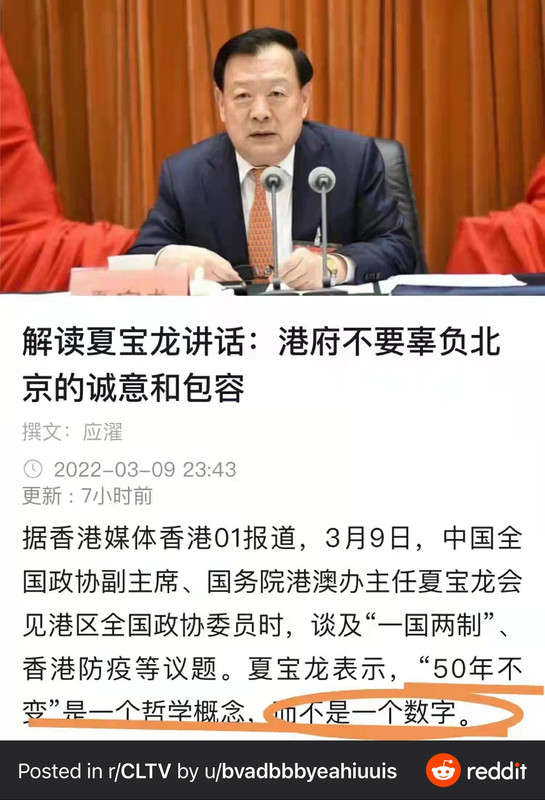 解读夏宝龙讲话：港府不要辜负北
京的诚意和包容
撰文：应濯
2022-03-09 23:43
更新：7小时前
据香港媒体香港01报道，3月9日，中国全
国政协副主席、国务院港澳办主任夏宝龙会
见港区全国政协委员时，谈及“一国两制”、
香港防疫等议题。夏宝龙表示，“50年不
变”是一个哲学概念，而不是一个数字。
Posted in r/CLTV by u/bvadbbbyeahiuuis
reddit